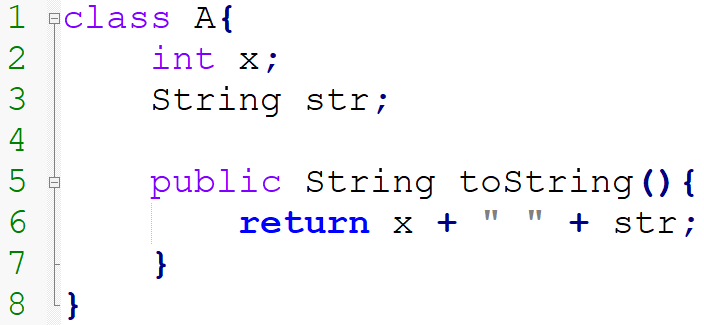 1 class A{
2 int x;
3 String str;
4
5 public String toString(){
6 return x + " " + str;
7 }
8 }